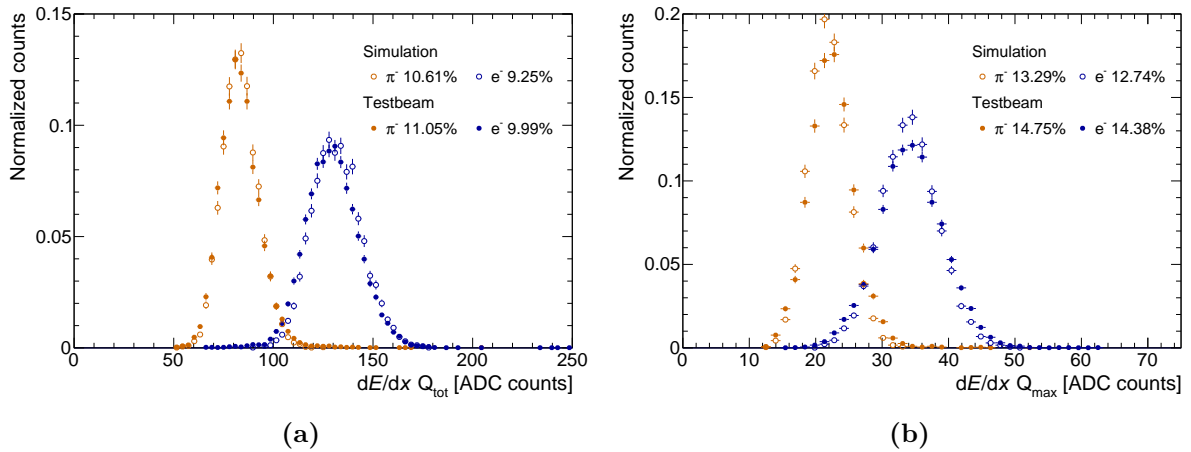 Normalized counts
0.15
0.1
0.05
0
0 50 100 150 200 250
dE/dx Q_tot [ADC counts]
Simulation
π⁻ 10.61% e⁻ 9.25%
Testbeam
π⁻ 11.05% e⁻ 9.99%
(a)
Normalized counts
0.2
0.15
0.1
0.05
0
0 10 20 30 40 50 60 70
dE/dx Q_max [ADC counts]
Simulation
π⁻ 13.29% e⁻ 12.74%
Testbeam
π⁻ 14.75% e⁻ 14.38%
(b)